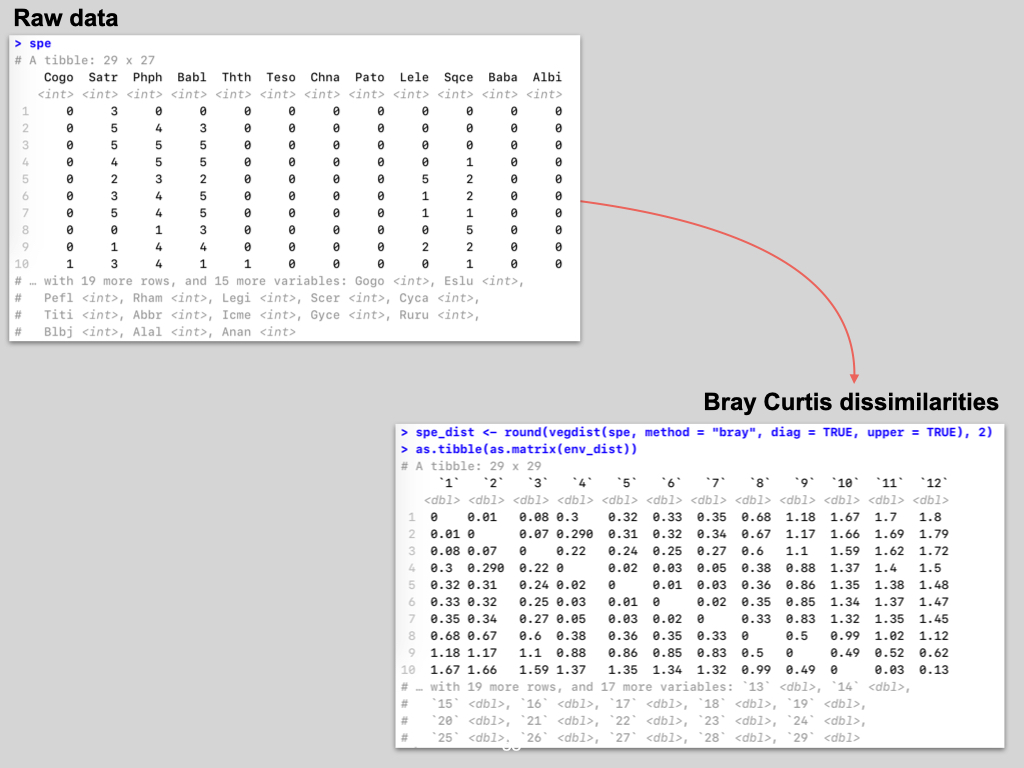 Raw data
> spe
# A tibble: 29 x 27
Cogo Satr Phph Babl Thth Teso Chna Pato Lele Sqce Baba Albi
<int> <int> <int> <int> <int> <int> <int> <int> <int> <int> <int> <int>
1 0 3 0 0 0 0 0 0 0 0 0 0
2 0 5 4 3 0 0 0 0 0 0 0 0
3 0 5 5 5 0 0 0 0 0 0 0 0
4 0 4 5 5 0 0 0 0 0 1 0 0
5 0 2 3 2 0 0 0 0 5 2 0 0
6 0 3 4 5 0 0 0 0 1 2 0 0
7 0 5 4 5 0 0 0 0 1 1 0 0
8 0 0 1 3 0 0 0 0 0 5 0 0
9 0 1 4 4 0 0 0 0 2 2 0 0
10 1 3 4 1 1 0 0 0 0 1 0 0
# … with 19 more rows, and 15 more variables: Gogo <int>, Eslu <int>,
# Pefl <int>, Rham <int>, Legi <int>, Scer <int>, Cyca <int>,
# Titi <int>, Abbr <int>, Icme <int>, Gyce <int>, Ruru <int>,
# Blbj <int>, Alal <int>, Anan <int>
Bray Curtis dissimilarities
> spe_dist <- round(vegdist(spe, method = "bray", diag = TRUE, upper = TRUE), 2)
> as.tibble(as.matrix(env_dist))
# A tibble: 29 x 29
`1` `2` `3` `4` `5` `6` `7` `8` `9` `10` `11` `12`
<dbl> <dbl> <dbl> <dbl> <dbl> <dbl> <dbl> <dbl> <dbl> <dbl> <dbl> <dbl>
1 0 0.01 0.08 0.3 0.32 0.33 0.35 0.68 1.18 1.67 1.7 1.8
2 0.01 0 0.07 0.290 0.31 0.32 0.34 0.67 1.17 1.66 1.69 1.79
3 0.08 0.07 0 0.22 0.24 0.25 0.27 0.6 1.1 1.59 1.62 1.72
4 0.3 0.290 0.22 0 0.02 0.03 0.05 0.38 0.88 1.37 1.4 1.5
5 0.32 0.31 0.24 0.02 0 0.01 0.03 0.36 0.86 1.35 1.38 1.48
6 0.33 0.32 0.25 0.03 0.01 0 0.02 0.35 0.85 1.34 1.37 1.47
7 0.35 0.34 0.27 0.05 0.03 0.02 0 0.33 0.83 1.32 1.35 1.45
8 0.68 0.67 0.6 0.38 0.36 0.35 0.33 0 0.5 0.99 1.02 1.12
9 1.18 1.17 1.1 0.88 0.86 0.85 0.83 0.5 0 0.49 0.52 0.62
10 1.67 1.66 1.59 1.37 1.35 1.34 1.32 0.99 0.49 0 0.03 0.13
# … with 19 more rows, and 17 more variables: `13` <dbl>, `14` <dbl>,
# `15` <dbl>, `16` <dbl>, `17` <dbl>, `18` <dbl>, `19` <dbl>,
# `20` <dbl>, `21` <dbl>, `22` <dbl>, `23` <dbl>, `24` <dbl>,
# `25` <dbl>, `26` <dbl>, `27` <dbl>, `28` <dbl>, `29` <dbl>